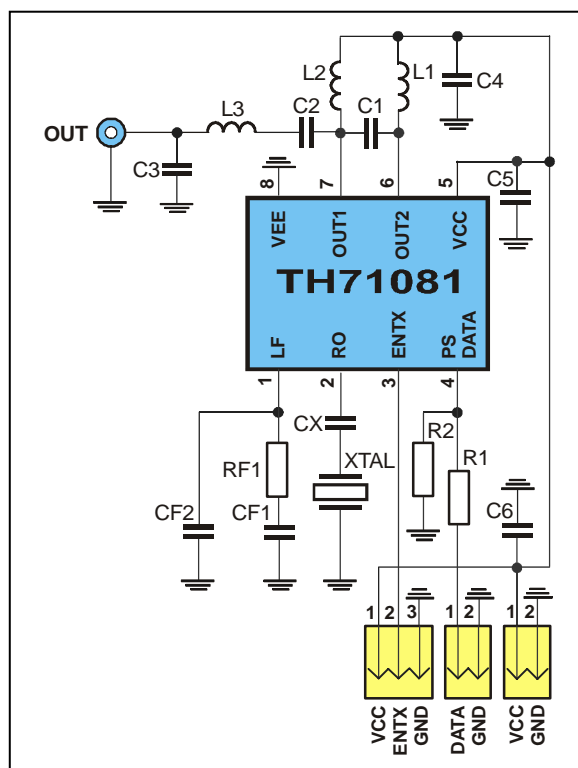 L2
L1
C4
L3
C2
C1
OUT
C3
C5
8
7
6
5
VEE
OUT1
OUT2
VCC
TH71081
LF
RO
ENTX
PS
DATA
1
2
3
4
CX
R2
RF1
XTAL
R1
CF2
CF1
C6
1 2 3
1 2
1 2
VCC
ENTX
GND
DATA
GND
VCC
GND